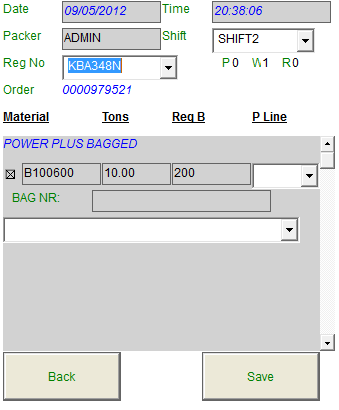 Date 09/05/2012 Time 20:38:06
Packer ADMIN Shift SHIFT2
Reg No KBA348N P 0 W 1 R 0
Order 0000979521
Material Tons Req B P Line
POWER PLUS BAGGED
B100600 10.00 200
BAG NR:
Back Save